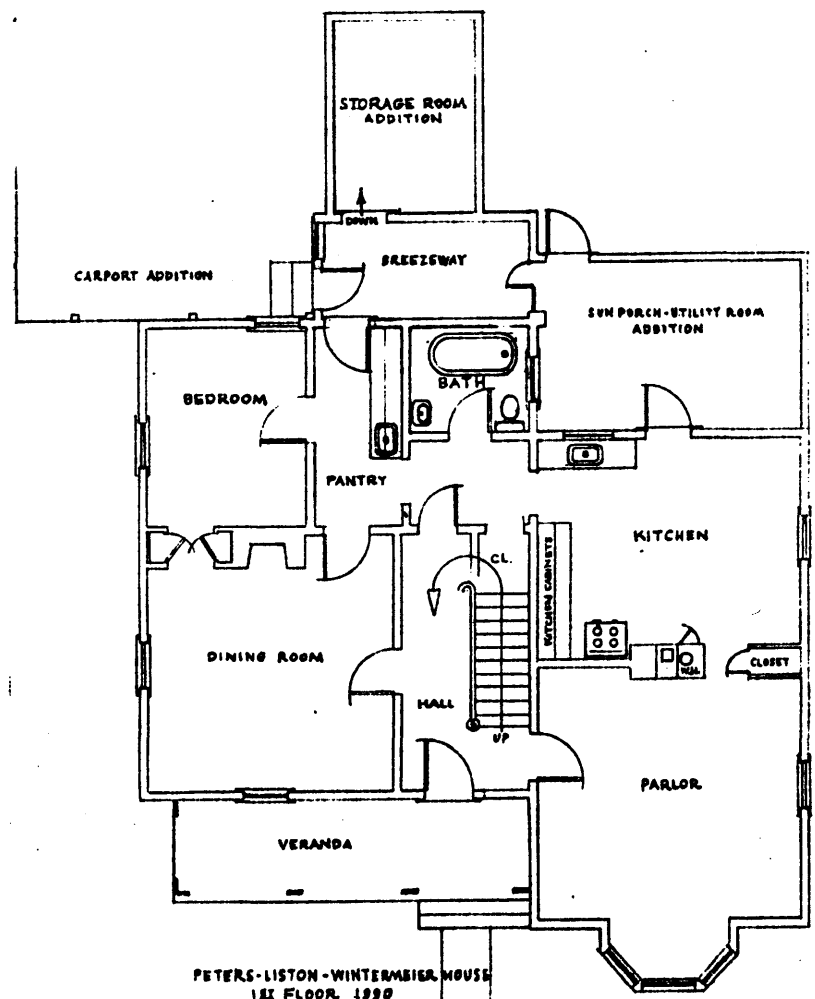 STORAGE ROOM
ADDITION
DOWN
BREEZEWAY
CARPORT ADDITION
SUN PORCH-UTILITY ROOM
ADDITION
BATH
BEDROOM
PANTRY
KITCHEN
CL.
KITCHEN CABINETS
DINING ROOM
CLOSET
W.H.
HALL
UP
PARLOR
VERANDA
PETERS-LISTON-WINTERMEIER HOUSE
1ST FLOOR 1990